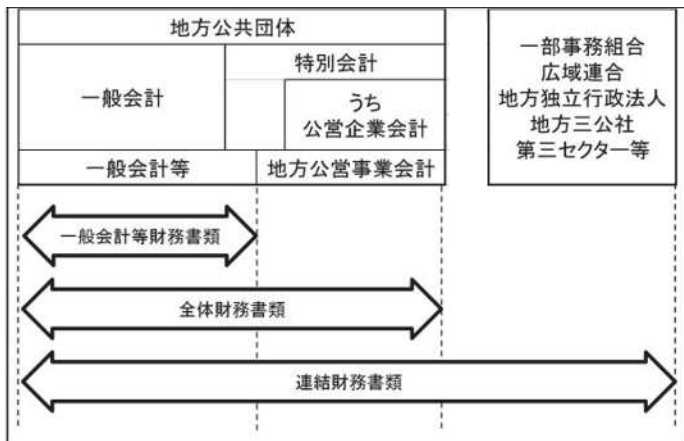 地方公共団体
一般会計
特別会計
うち
公営企業会計
一般会計等
地方公営事業会計
一部事務組合
広域連合
地方独立行政法人
地方三公社
第三セクター等
一般会計等財務書類
全体財務書類
連結財務書類